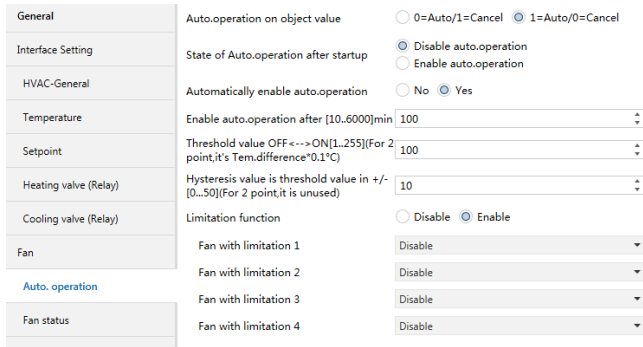 General
Interface Setting
HVAC-General
Temperature
Setpoint
Heating valve (Relay)
Cooling valve (Relay)
Fan
Auto. operation
Fan status
Auto.operation on object value
0=Auto/1=Cancel 1=Auto/0=Cancel
State of Auto.operation after startup
Disable auto.operation
Enable auto.operation
Automatically enable auto.operation
No Yes
Enable auto.operation after [10..6000]min
100
Threshold value OFF<-->ON[1..255](For 2
point,it's Tem.difference*0.1°C)
100
Hysteresis value is threshold value in +/-
[0...50](For 2 point,it is unused)
10
Limitation function
Disable Enable
Fan with limitation 1
Disable
Fan with limitation 2
Disable
Fan with limitation 3
Disable
Fan with limitation 4
Disable